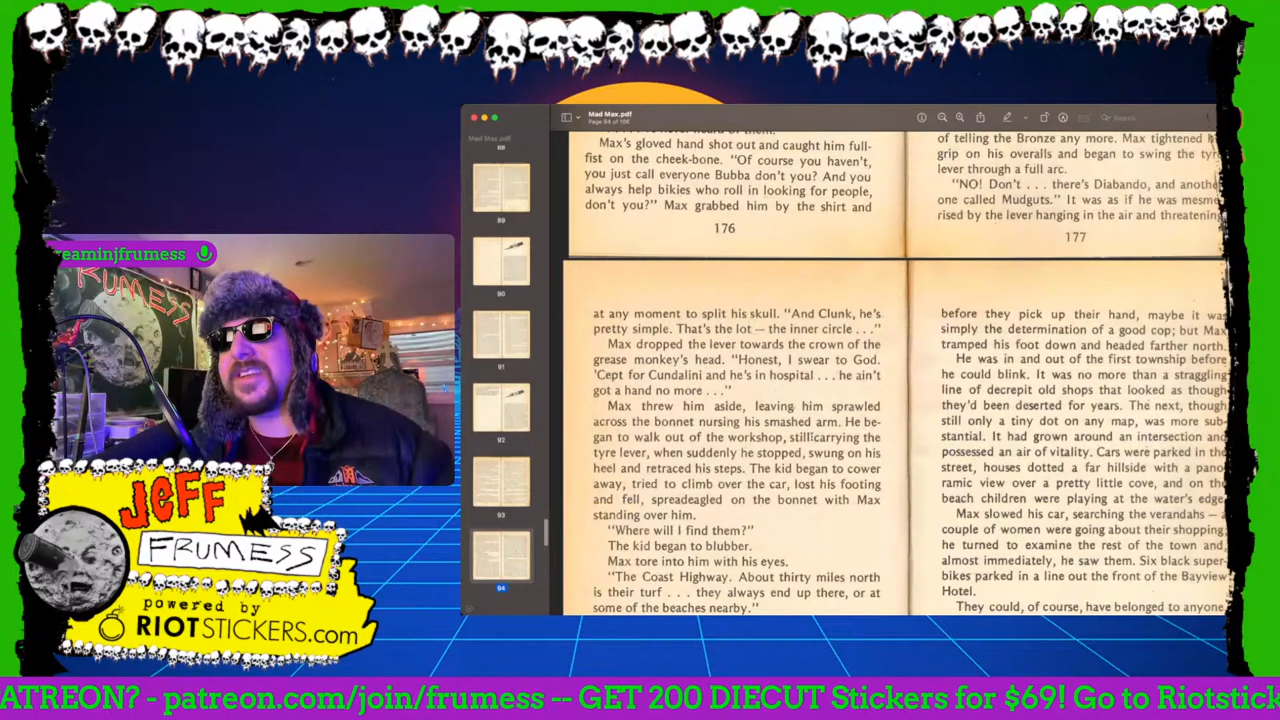 Mad Max.pdf
Page 94 of 106
Search
Mad Max.pdf
88
89
90
91
92
93
94
never heard of them.
Max's gloved hand shot out and caught him full-
fist on the cheek-bone. "Of course you haven't,
you just call everyone Bubba don't you? And you
always help bikies who roll in looking for people,
don't you?" Max grabbed him by the shirt and
176
of telling the Bronze any more. Max tightened
grip on his overalls and began to swing the
lever through a full arc.
"NO! Don't . . . there's Diabando, and
one called Mudguts." It was as if he was
rised by the lever hanging in the air and threatening
177
at any moment to split his skull. "And Clunk, he's
pretty simple. That's the lot — the inner circle . . ."
Max dropped the lever towards the crown of the
grease monkey's head. "Honest, I swear to God.
'Cept for Cundalini and he's in hospital . . . he ain't
got a hand no more . . ."
Max threw him aside, leaving him sprawled
across the bonnet nursing his smashed arm. He be-
gan to walk out of the workshop, still carrying the
tyre lever, when suddenly he stopped, swung on his
heel and retraced his steps. The kid began to cower
away, tried to climb over the car, lost his footing
and fell, spreadeagled on the bonnet with Max
standing over him.
"Where will I find them?"
The kid began to blubber.
Max tore into him with his eyes.
"The Coast Highway. About thirty miles north
is their turf . . . they always end up there, or at
some of the beaches nearby."
before they pick up their hand, maybe it was
simply the determination of a good cop; but Max
tramped his foot down and headed farther north.
He was in and out of the first township before
he could blink. It was no more than a straggling
line of decrepit old shops that looked as though
they'd been deserted for years. The next, though
still only a tiny dot on any map, was more sub-
stantial. It had grown around an intersection and
possessed an air of vitality. Cars were parked in the
street, houses dotted a far hillside with a pano
ramic view over a pretty little cove, and on the
beach children were playing at the water's edge
Max slowed his car, searching the verandahs — a
couple of women were going about their shopping
he turned to examine the rest of the town and,
almost immediately, he saw them. Six black super-
bikes parked in a line out the front of the Bayview
Hotel.
They could, of course, have belonged to anyone
eaminjfrumess
FRUMESS
JEFF
FRUMESS
powered by
RIOTSTICKERS.com
ATREON? - patreon.com/join/frumess -- GET 200 DIECUT Stickers for $69! Go to Riotstick